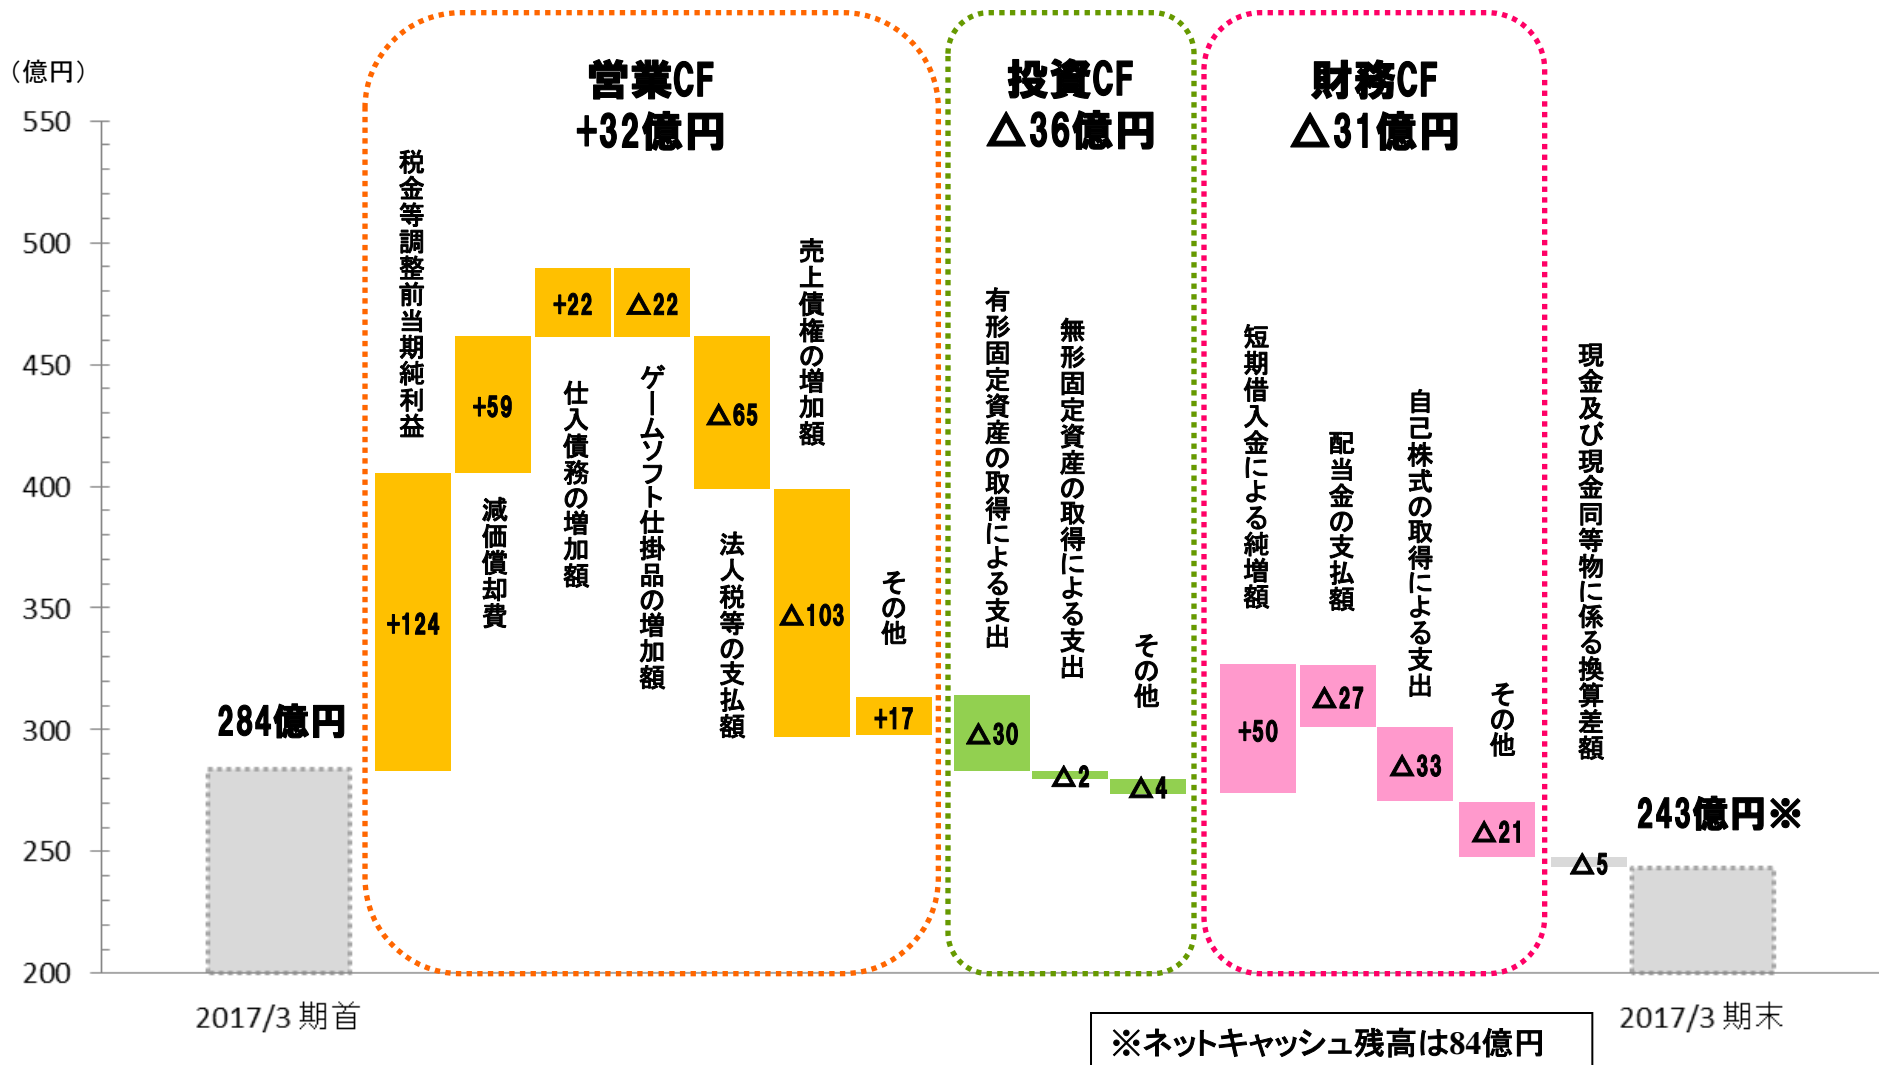 （億円）
550
500
450
400
350
300
250
200
284億円
2017/3 期首
営業CF
+32億円
税金等調整前当期純利益
+124
+59
減価償却費
+22
仕入債務の増加額
△22
ゲームソフト仕掛品の増加額
△65
法人税等の支払額
売上債権の増加額
△103
その他
+17
投資CF
△36億円
有形固定資産の取得による支出
△30
無形固定資産の取得による支出
△2
その他
△4
財務CF
△31億円
短期借入金による純増額
+50
配当金の支払額
△27
自己株式の取得による支出
△33
その他
△21
現金及び現金同等物に係る換算差額
△5
243億円※
2017/3 期末
※ネットキャッシュ残高は84億円